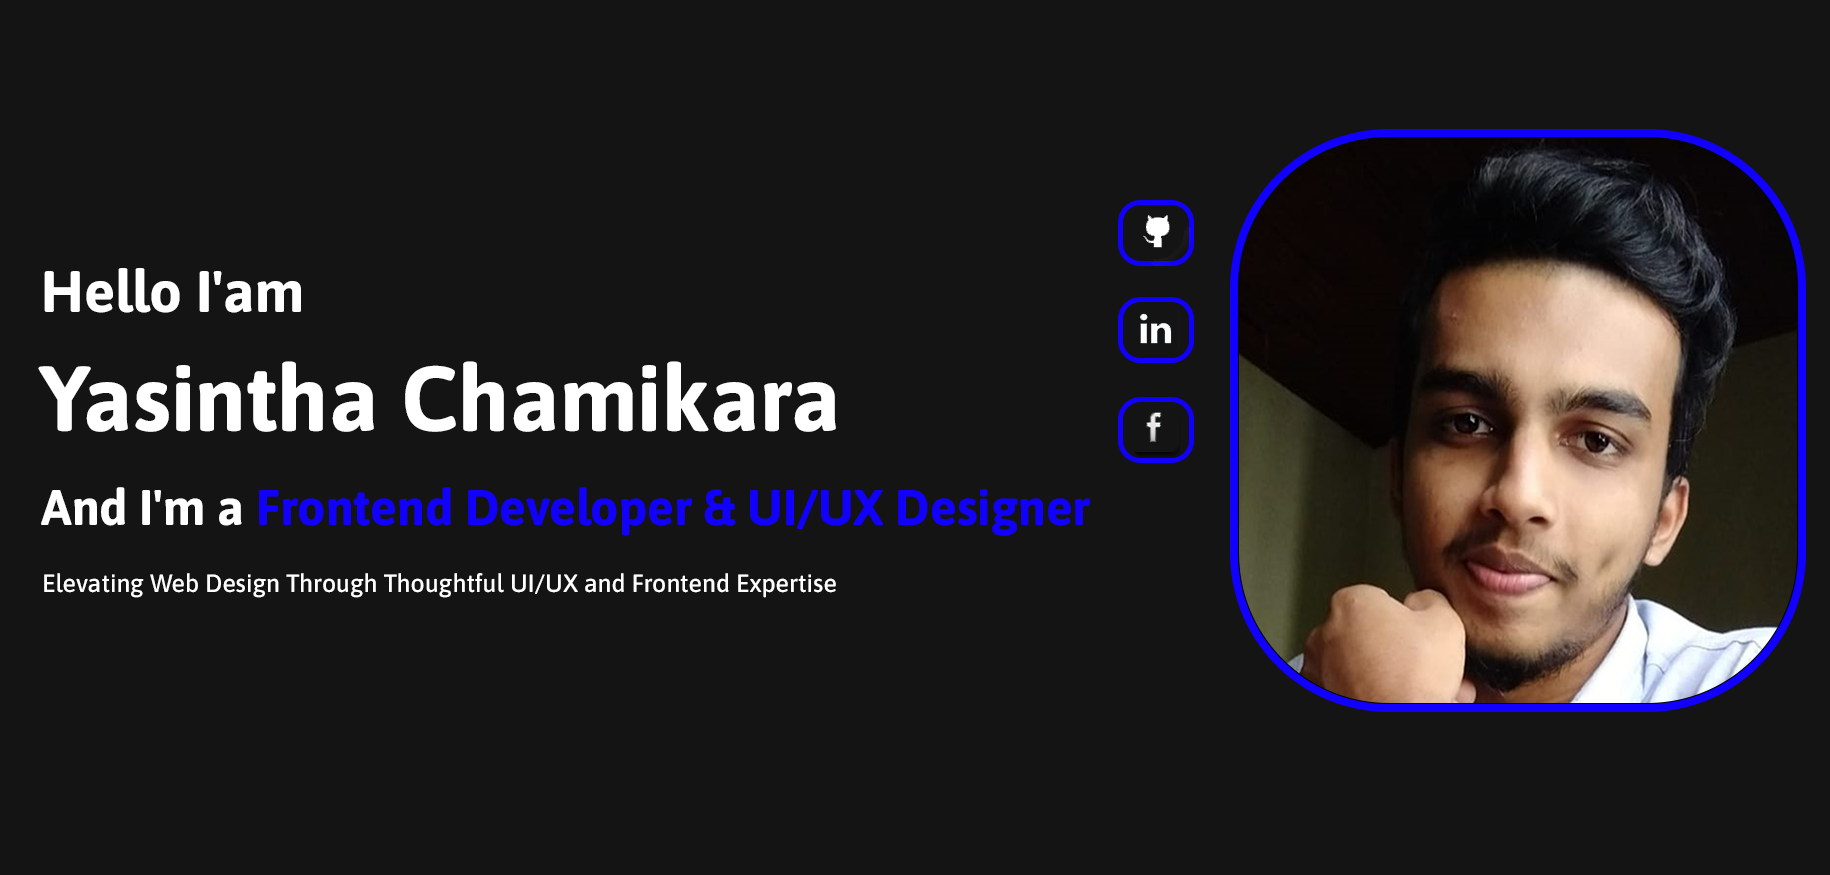 Hello I'am
Yasintha Chamikara
And I'm a Frontend Developer & UI/UX Designer
Elevating Web Design Through Thoughtful UI/UX and Frontend Expertise
in
f